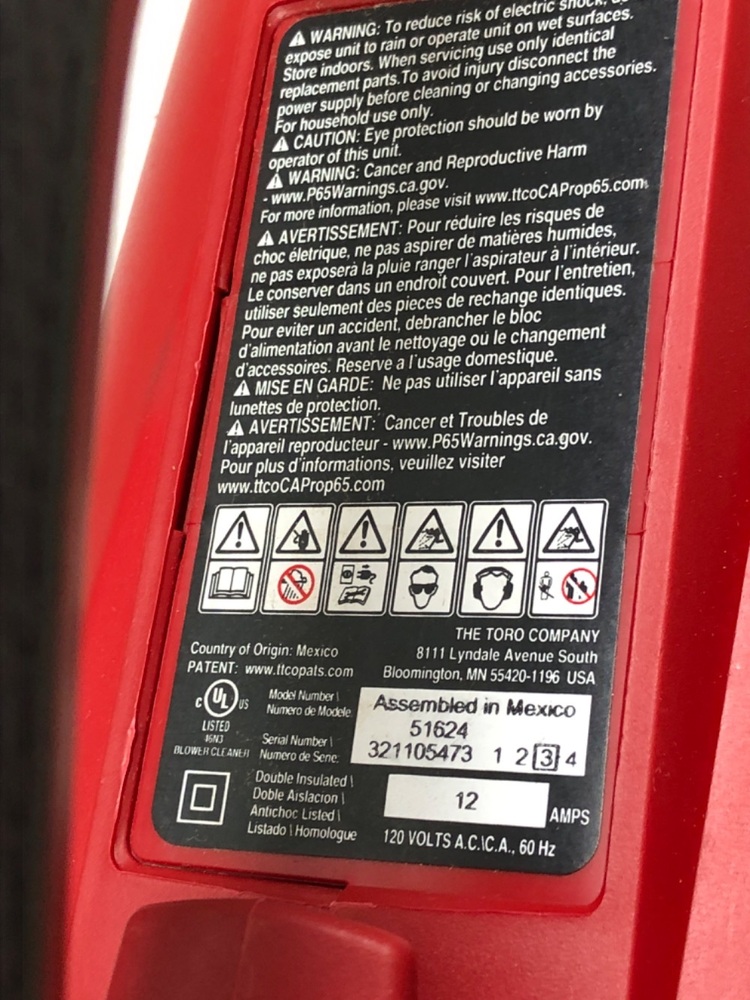 ⚠ WARNING: To reduce risk of electric shock, do
expose unit to rain or operate unit on wet surfaces.
Store indoors. When servicing use only identical
replacement parts.To avoid injury disconnect the
power supply before cleaning or changing accessories.
For household use only.
⚠ CAUTION: Eye protection should be worn by
operator of this unit.
⚠ WARNING: Cancer and Reproductive Harm
- www.P65Warnings.ca.gov.
For more information, please visit www.ttcoCAProp65.com.
⚠ AVERTISSEMENT: Pour réduire les risques de
choc életrique, ne pas aspirer de matières humides,
ne pas exposerà la pluie ranger l'aspirateur à l'intérieur.
Le conserver dans un endroit couvert. Pour l'entretien,
utiliser seulement des pieces de rechange identiques.
Pour eviter un accident, debrancher le bloc
d'alimentation avant le nettoyage ou le changement
d'accessoires. Reserve a l'usage domestique.
⚠ MISE EN GARDE: Ne pas utiliser l'appareil sans
lunettes de protection.
⚠ AVERTISSEMENT: Cancer et Troubles de
l'appareil reproducteur - www.P65Warnings.ca.gov.
Pour plus d'informations, veuillez visiter
www.ttcoCAProp65.com
THE TORO COMPANY
8111 Lyndale Avenue South
Bloomington, MN 55420-1196 USA
Country of Origin: Mexico
PATENT: www.ttcopats.com
C UL US
LISTED
46N3
BLOWER CLEANER
Model Number \
Numero de Modele
Assembled in Mexico
51624
Serial Number \
Numero de Serie:
321105473 1 2 3 4
Double Insulated \
Doble Aislacion \
Antichoc Listed \
Listado \ Homologue
12
AMPS
120 VOLTS A.C.\C.A., 60 Hz